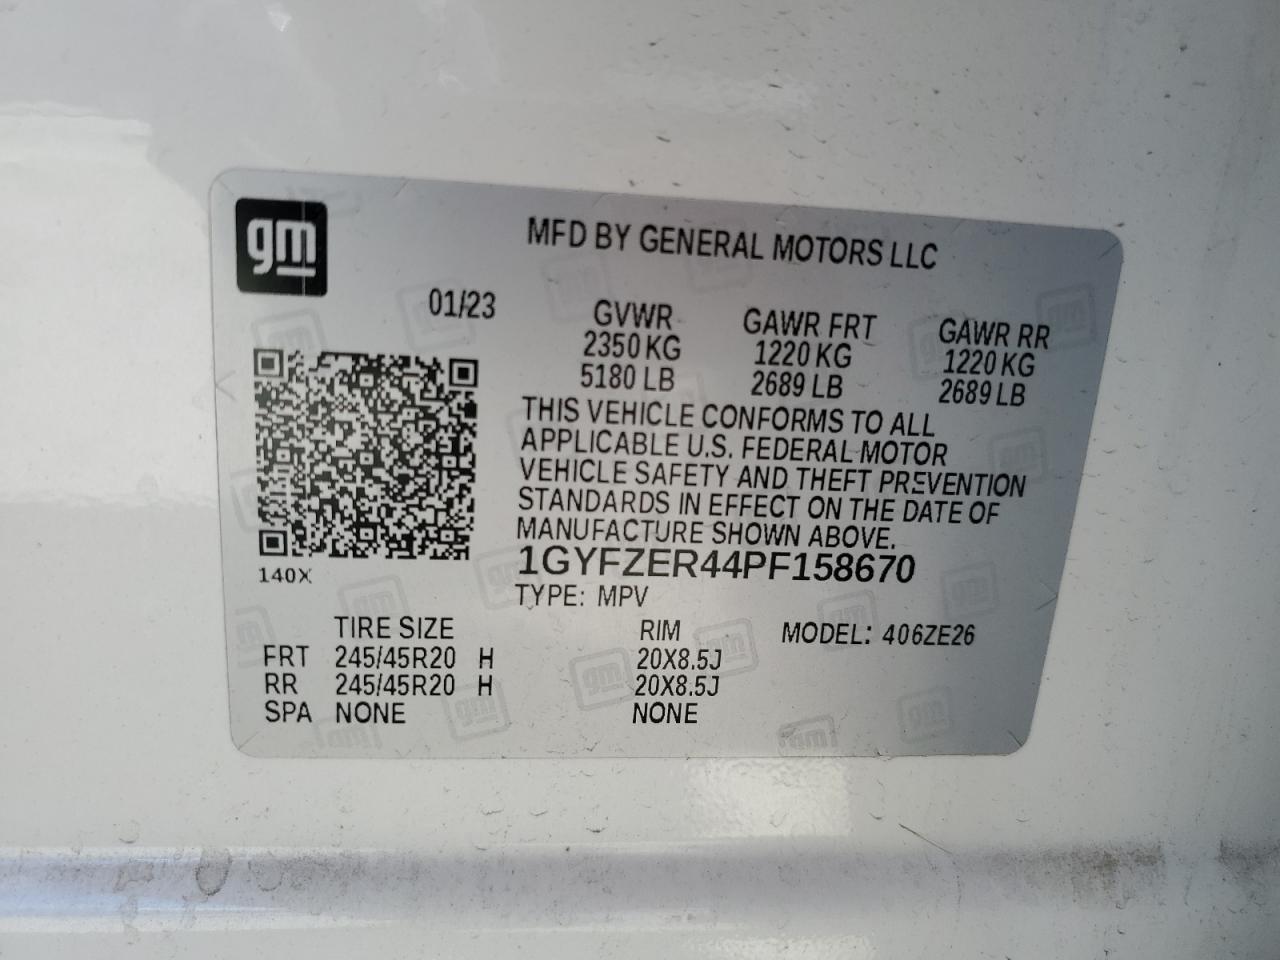 gm
MFD BY GENERAL MOTORS LLC
01/23 GVWR GAWR FRT GAWR RR
2350 KG 1220 KG 1220 KG
5180 LB 2689 LB 2689 LB
THIS VEHICLE CONFORMS TO ALL
APPLICABLE U.S. FEDERAL MOTOR
VEHICLE SAFETY AND THEFT PREVENTION
STANDARDS IN EFFECT ON THE DATE OF
MANUFACTURE SHOWN ABOVE.
140X 1GYFZER44PF158670
TYPE: MPV
TIRE SIZE RIM MODEL: 406ZE26
FRT 245/45R20 H 20X8.5J
RR 245/45R20 H 20X8.5J
SPA NONE NONE